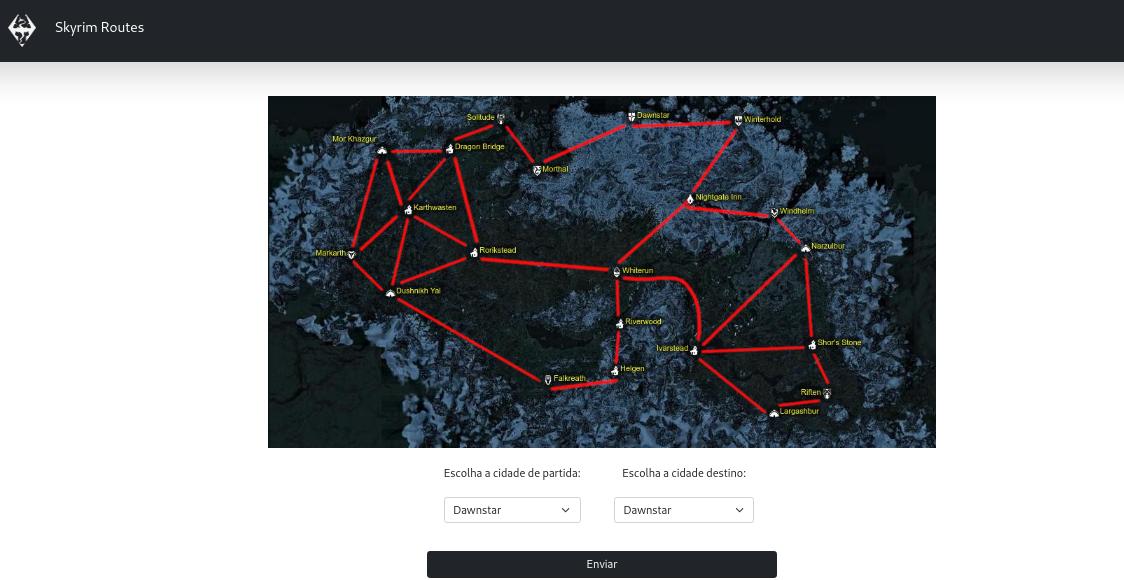 Skyrim Routes
Solitude
Dawnstar
Winterhold
Mor Khazgur
Dragon Bridge
Morthal
Nightgate Inn
Karthwasten
Windhelm
Markarth
Rorikstead
Narzulbur
Whiterun
Dushnikh Yal
Riverwood
Ivarstead
Shor's Stone
Helgen
Falkreath
Riften
Largashbur
Escolha a cidade de partida:
Escolha a cidade destino:
Dawnstar
Dawnstar
Enviar